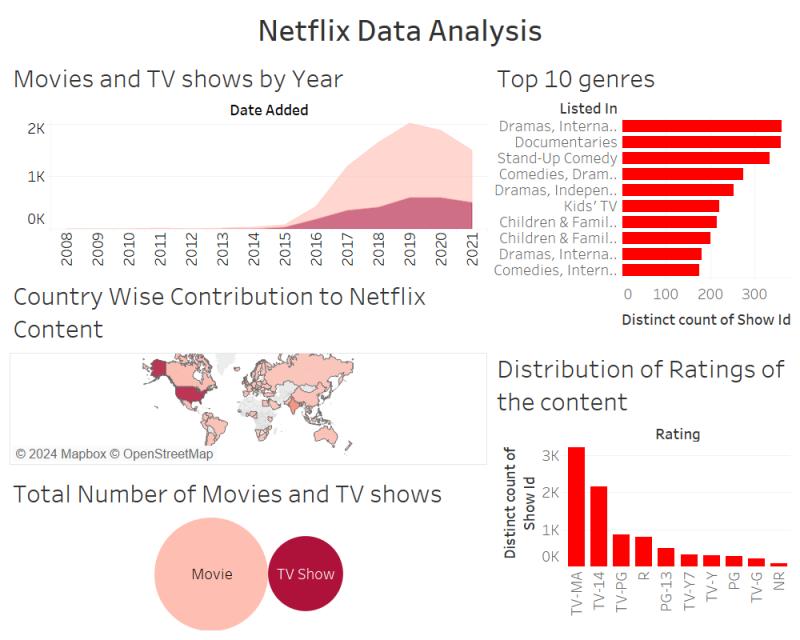 Netflix Data Analysis
Movies and TV shows by Year
Date Added
2K
1K
0K
2008
2009
2010
2011
2012
2013
2014
2015
2016
2017
2018
2019
2020
2021
Top 10 genres
Listed In
Dramas, Interna..
Documentaries
Stand-Up Comedy
Comedies, Dram..
Dramas, Indepen..
Kids' TV
Children & Famil..
Children & Famil..
Dramas, Interna..
Comedies, Intern..
0 100 200 300
Distinct count of Show Id
Country Wise Contribution to Netflix
Content
© 2024 Mapbox © OpenStreetMap
Total Number of Movies and TV shows
Movie
TV Show
Distribution of Ratings of
the content
Rating
Distinct count of
Show Id
3K
2K
1K
0K
TV-MA
TV-14
TV-PG
R
PG-13
TV-Y7
TV-Y
PG
TV-G
NR